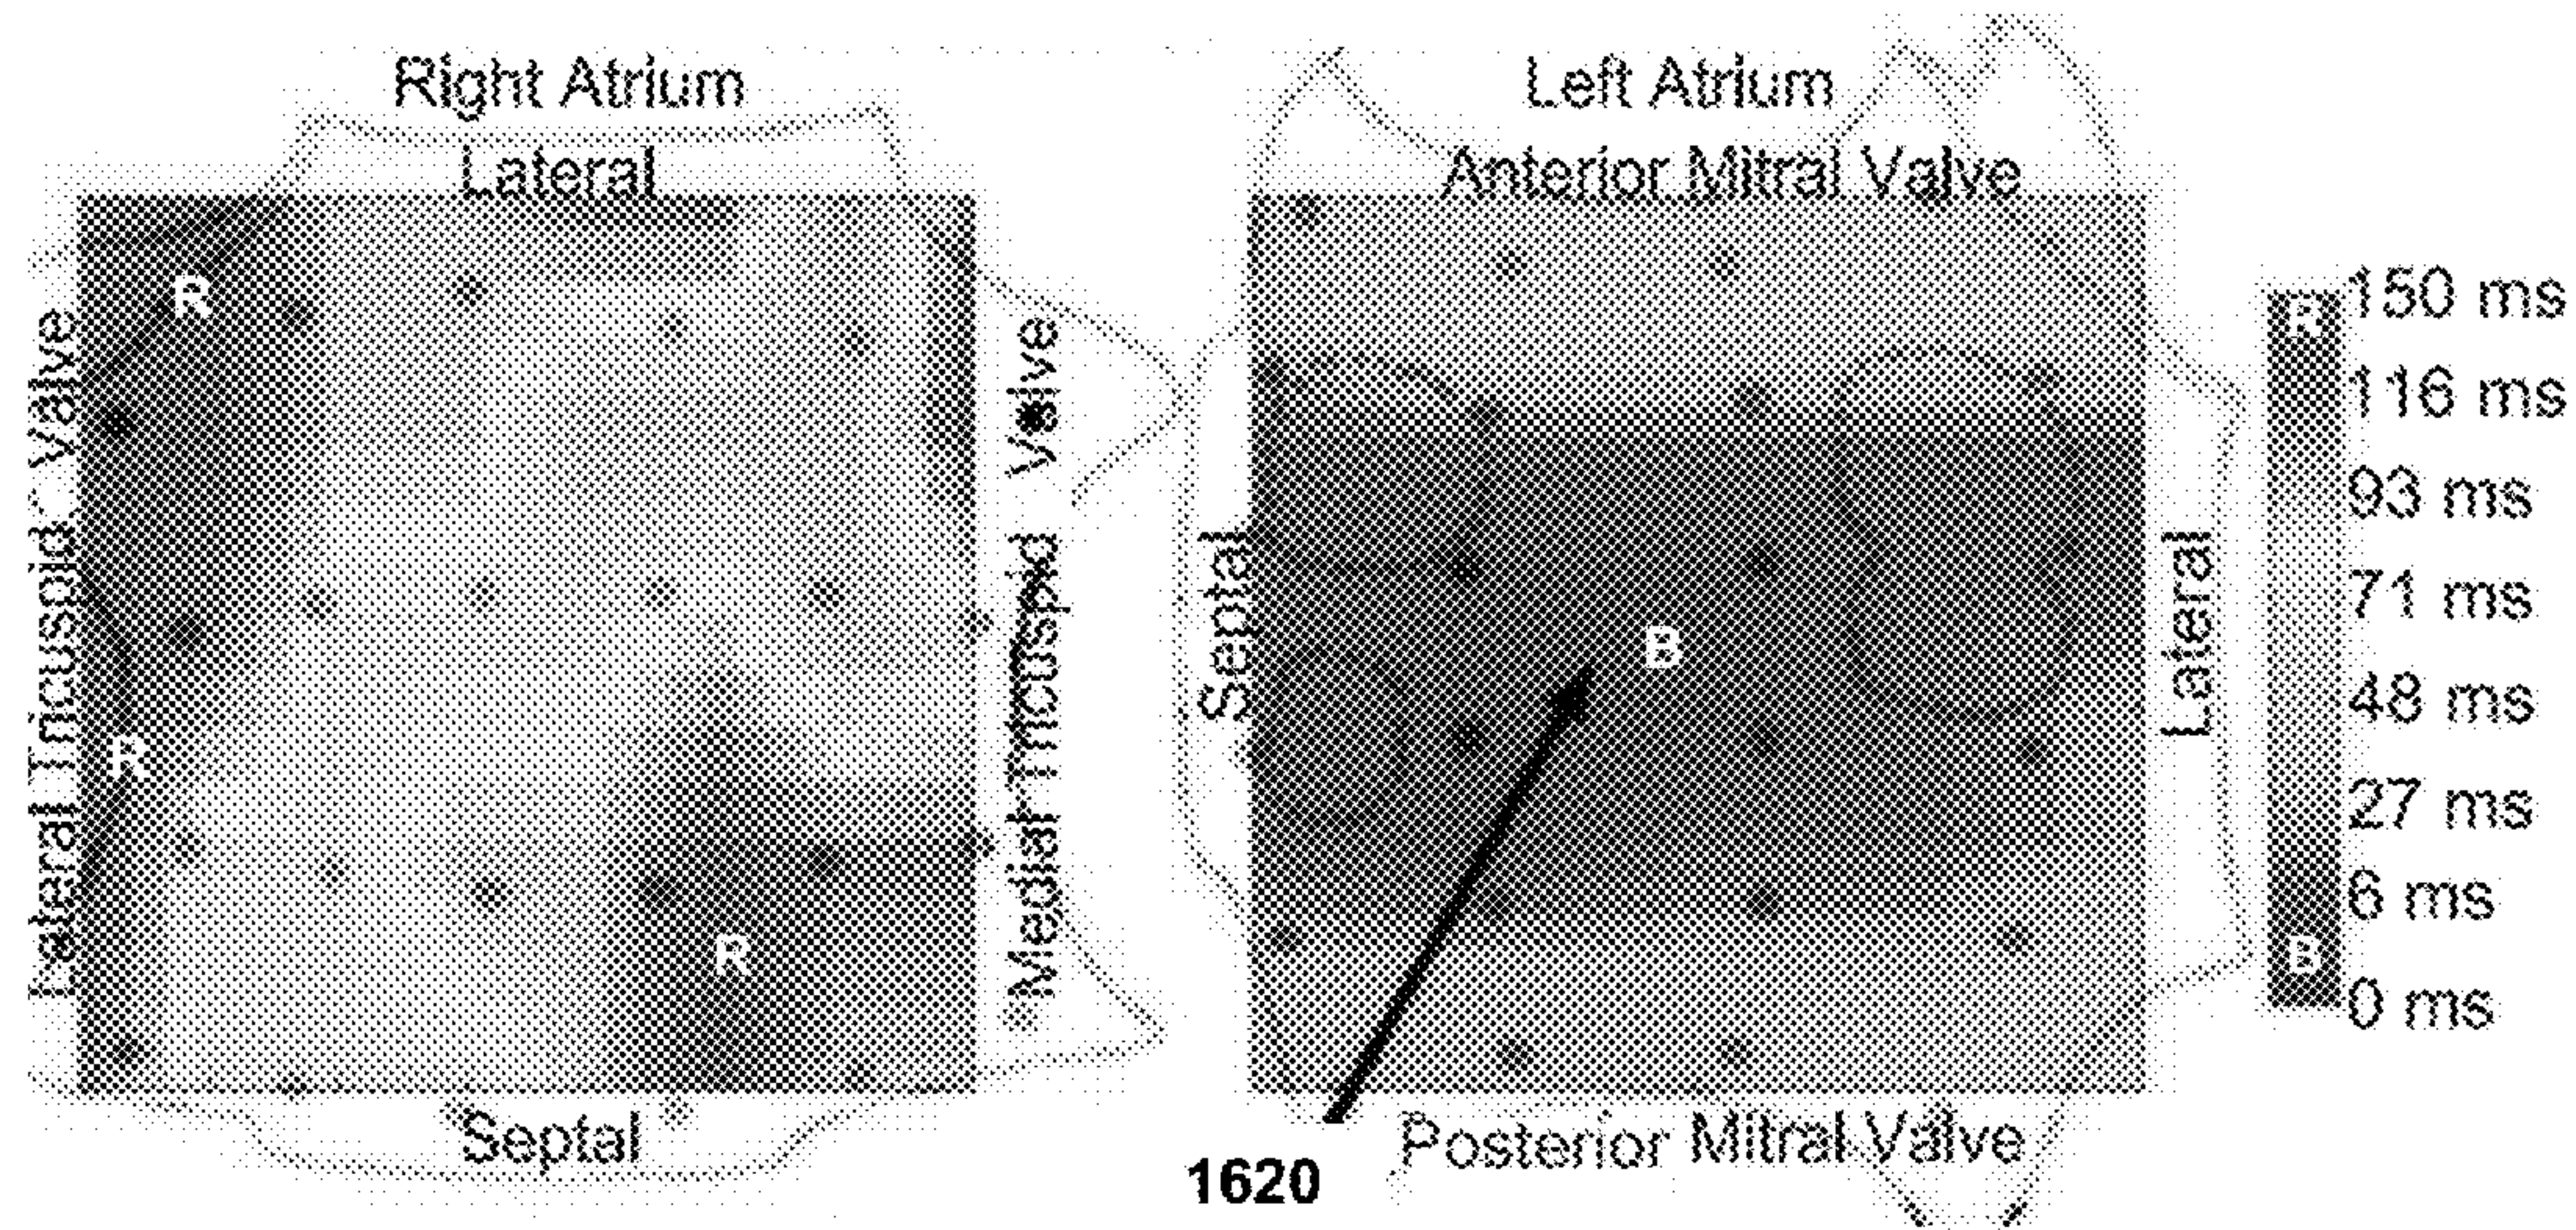 Right Atrium
Lateral
Lateral Tricuspid Valve
R
R
R
Medial Tricuspid Valve
Septal
Left Atrium
Anterior Mitral Valve
Septal
B
Lateral
1620
Posterior Mitral Valve
R
150 ms
116 ms
93 ms
71 ms
48 ms
27 ms
6 ms
B
0 ms